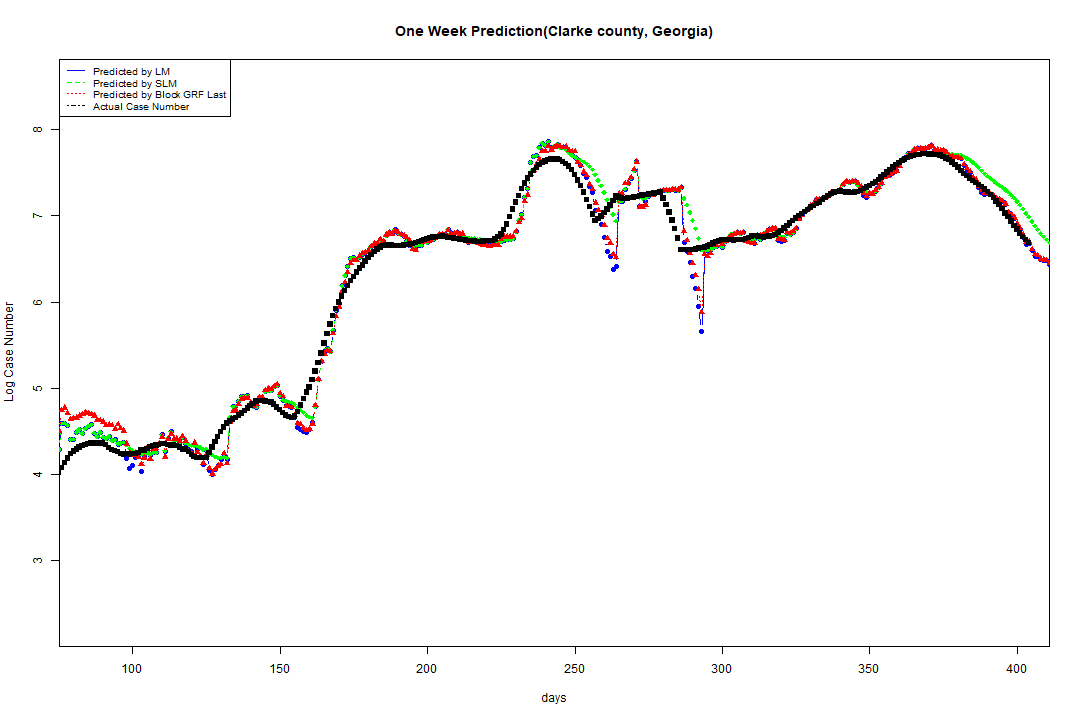 One Week Prediction(Clarke county, Georgia)
Predicted by LM
Predicted by SLM
Predicted by Block GRF Last
Actual Case Number
Log Case Number
8
7
6
5
4
3
100 150 200 250 300 350 400
days